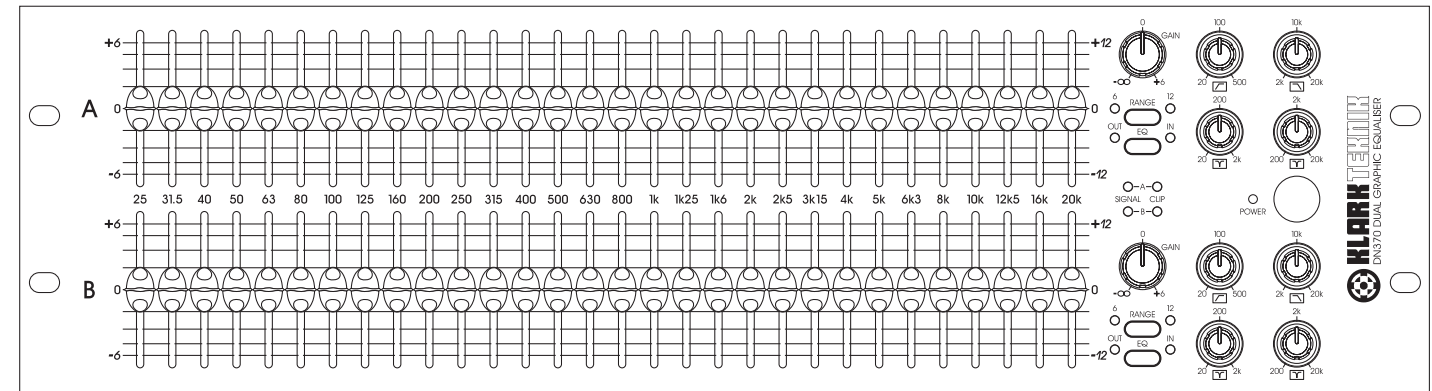 0 100 10k
GAIN
+6 +12
-∞ +6 20 500 2k 20k
A 0 0
6 RANGE 12 200 2k
OUT EQ IN
20 2k 200 20k
-6 -12
A
25 31.5 40 50 63 80 100 125 160 200 250 315 400 500 630 800 1k 1k25 1k6 2k 2k5 3k15 4k 5k 6k3 8k 10k 12k5 16k 20k
SIGNAL CLIP
B
POWER
+6 +12
0 100 10k
GAIN
-∞ +6 20 500 2k 20k
B 0 0
6 RANGE 12 200 2k
OUT EQ IN
-6 -12
20 2k 200 20k
KLARK TEKNIK
DN370 DUAL GRAPHIC EQUALISER